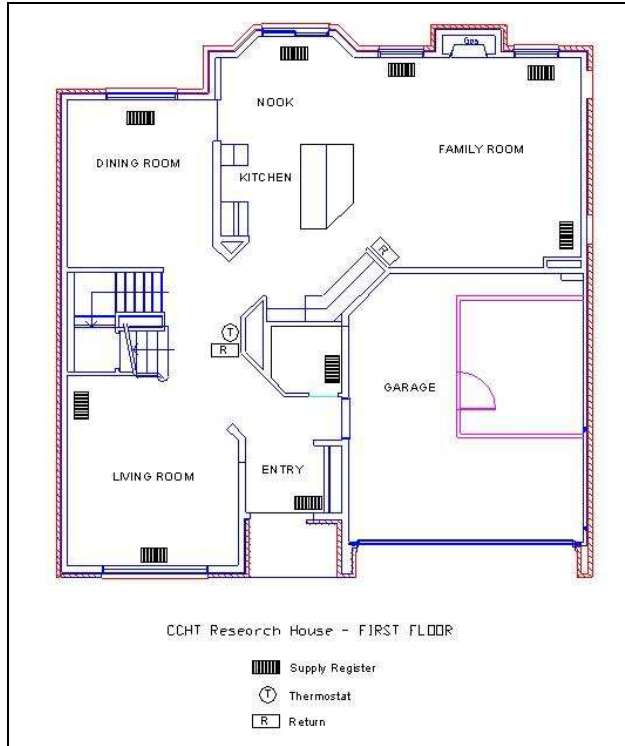 Gas
NOOK
DINING ROOM
FAMILY ROOM
KITCHEN
R
T
R
GARAGE
LIVING ROOM
ENTRY
CCHT Research House - FIRST FLOOR
Supply Register
T Thermostat
R Return